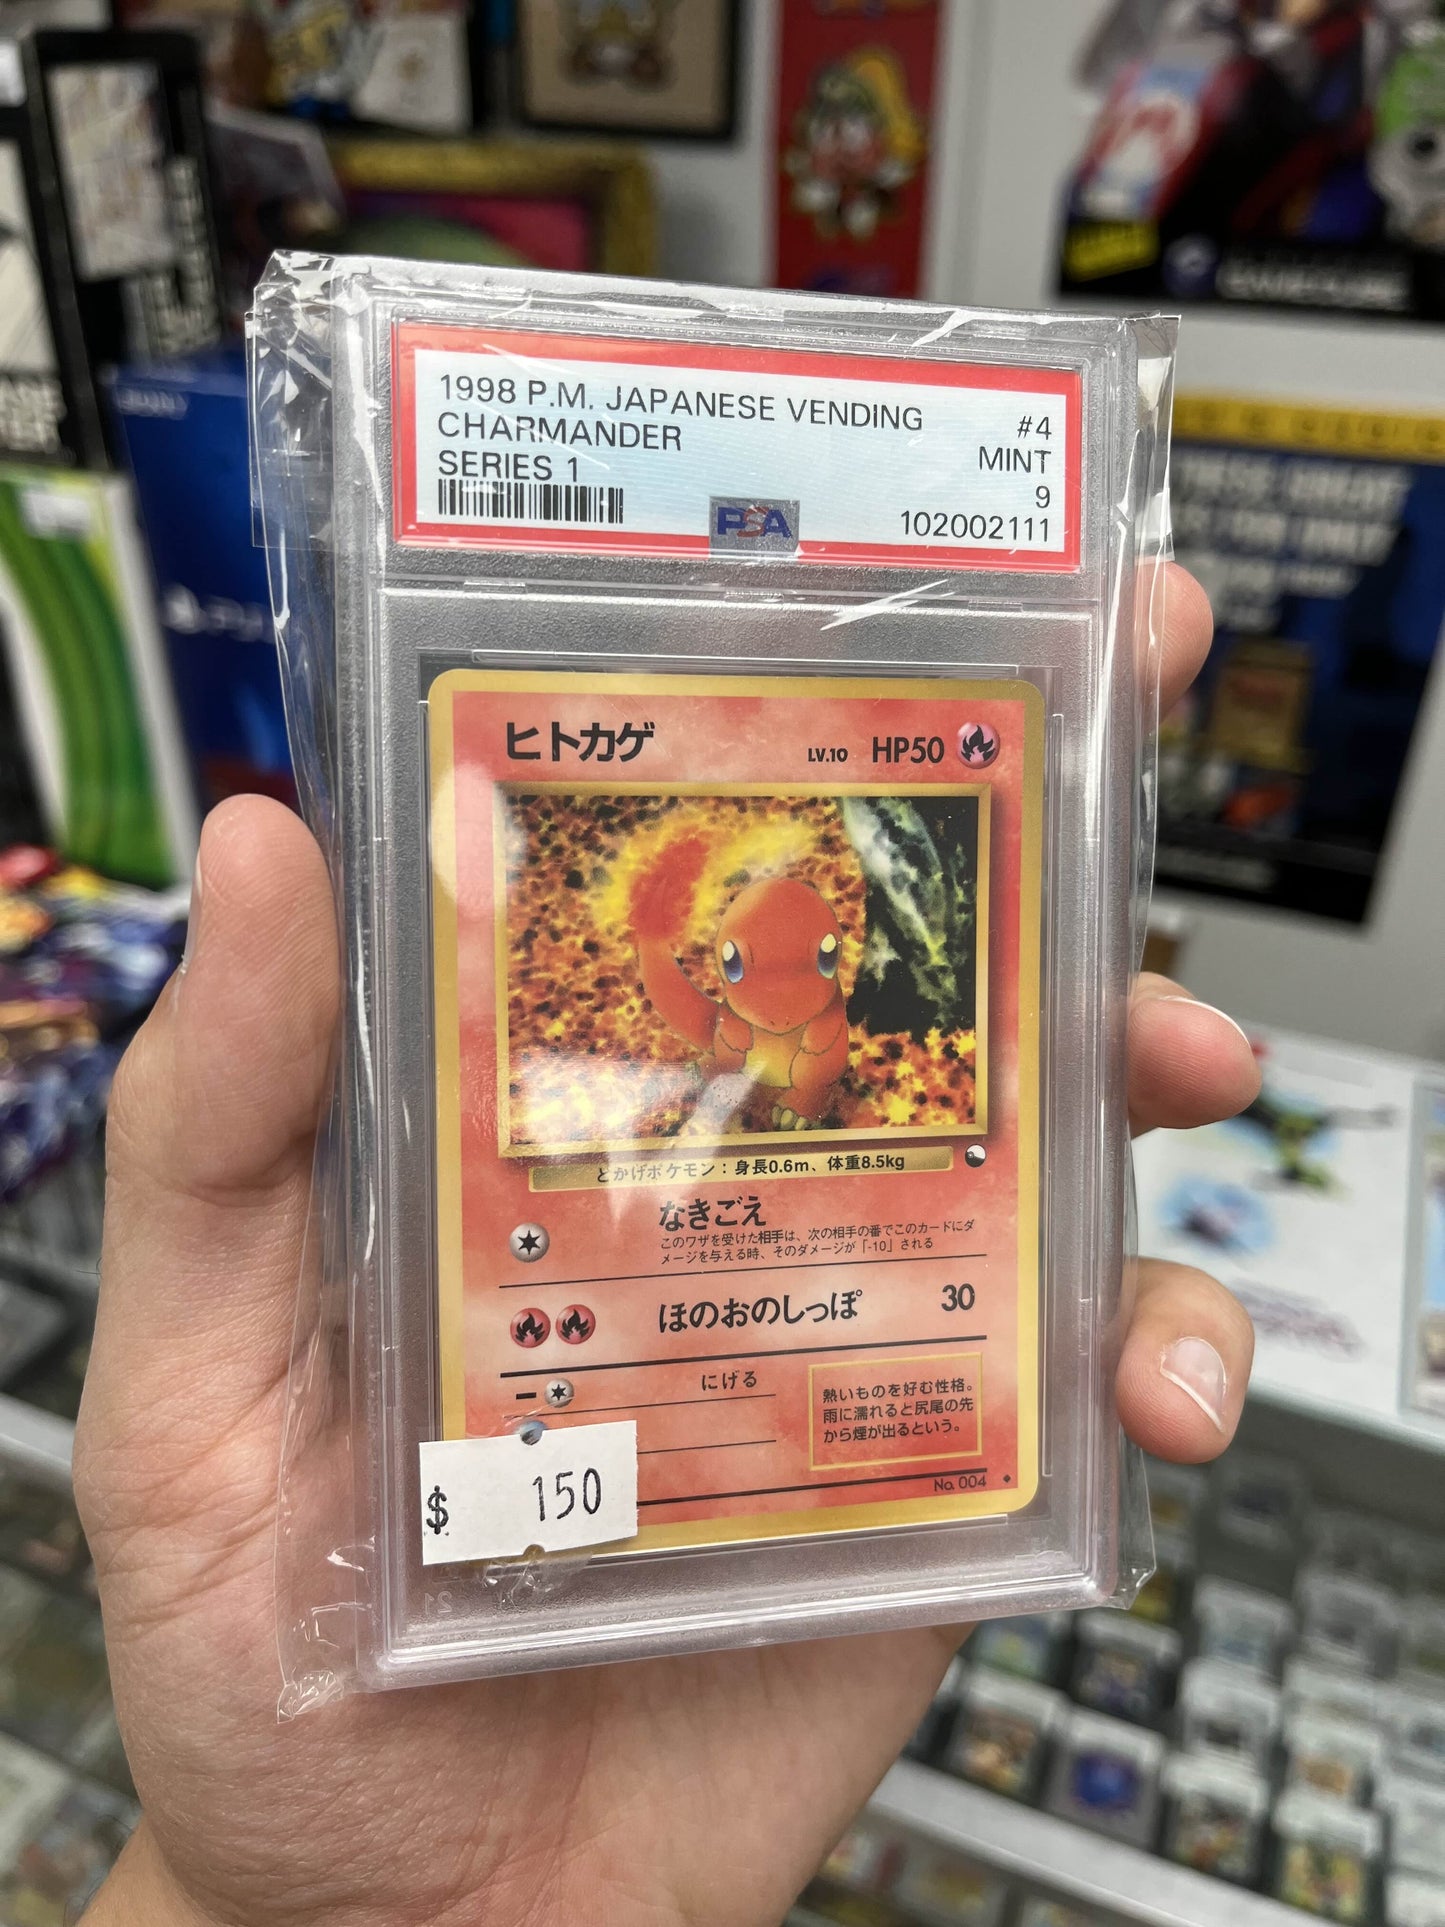 1998 P.M. JAPANESE VENDING #4
CHARMANDER MINT
SERIES 1 9
PSA 102002111
ヒトカゲ LV.10 HP50
とかげポケモン：身長0.6m、体重8.5kg
なきごえ
このワザを受けた相手は、次の相手の番でこのカードにダ
メージを与える時、そのダメージが「-10」される
ほのおのしっぽ 30
にげる
熱いものを好む性格。
雨に濡れると尻尾の先
から煙が出るという。
No. 004
$ 150